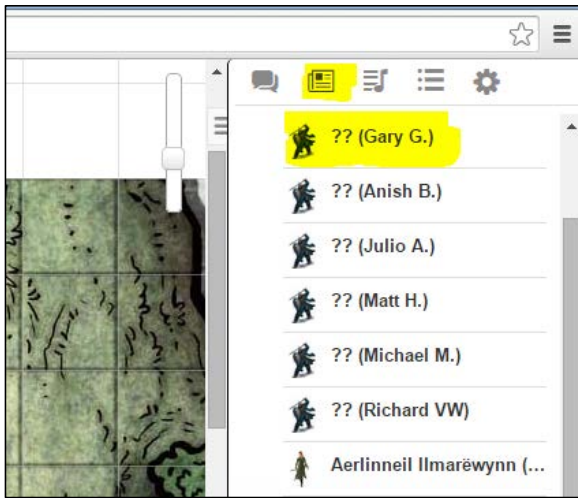 ?? (Gary G.)
?? (Anish B.)
?? (Julio A.)
?? (Matt H.)
?? (Michael M.)
?? (Richard VW)
Aerlinneil Ilmarëwynn (...